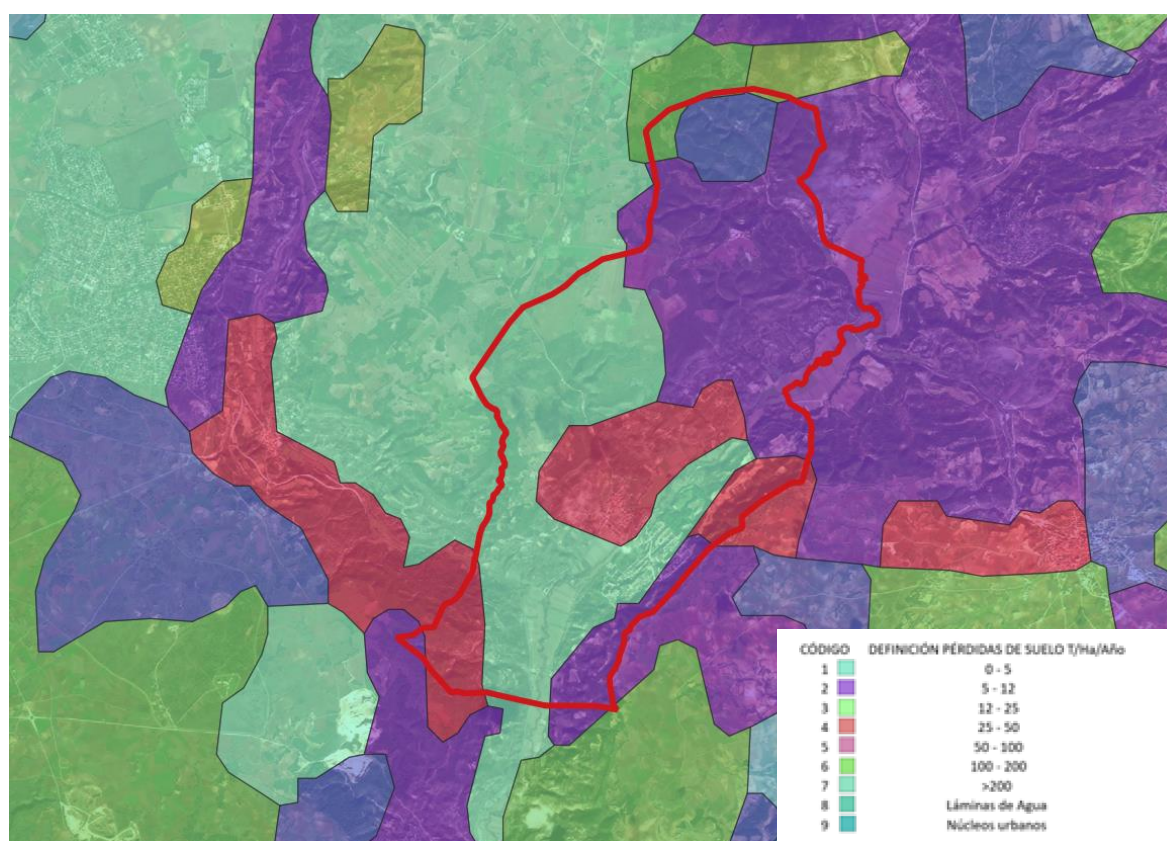 CÓDIGO DEFINICIÓN PÉRDIDAS DE SUELO T/Ha/Año
1 0 - 5
2 5 - 12
3 12 - 25
4 25 - 50
5 50 - 100
6 100 - 200
7 >200
8 Láminas de Agua
9 Núcleos urbanos